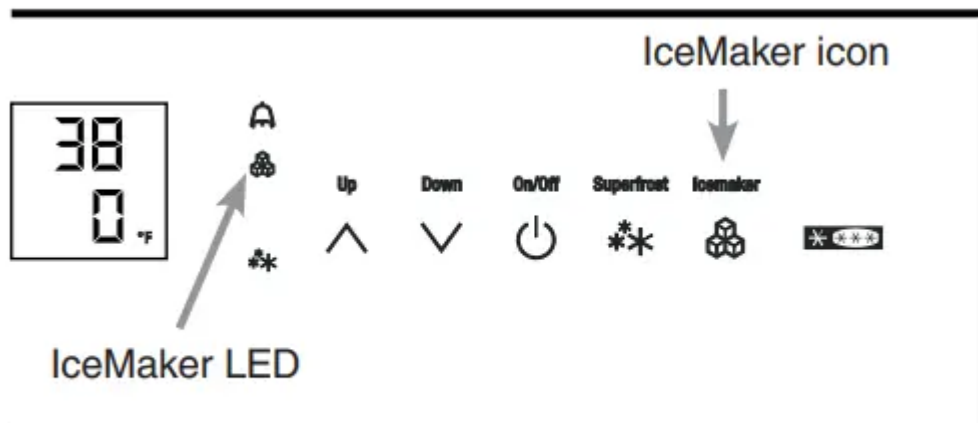 IceMaker icon
38
0 °F
Up Down On/Off Superfrost Icemaker
IceMaker LED